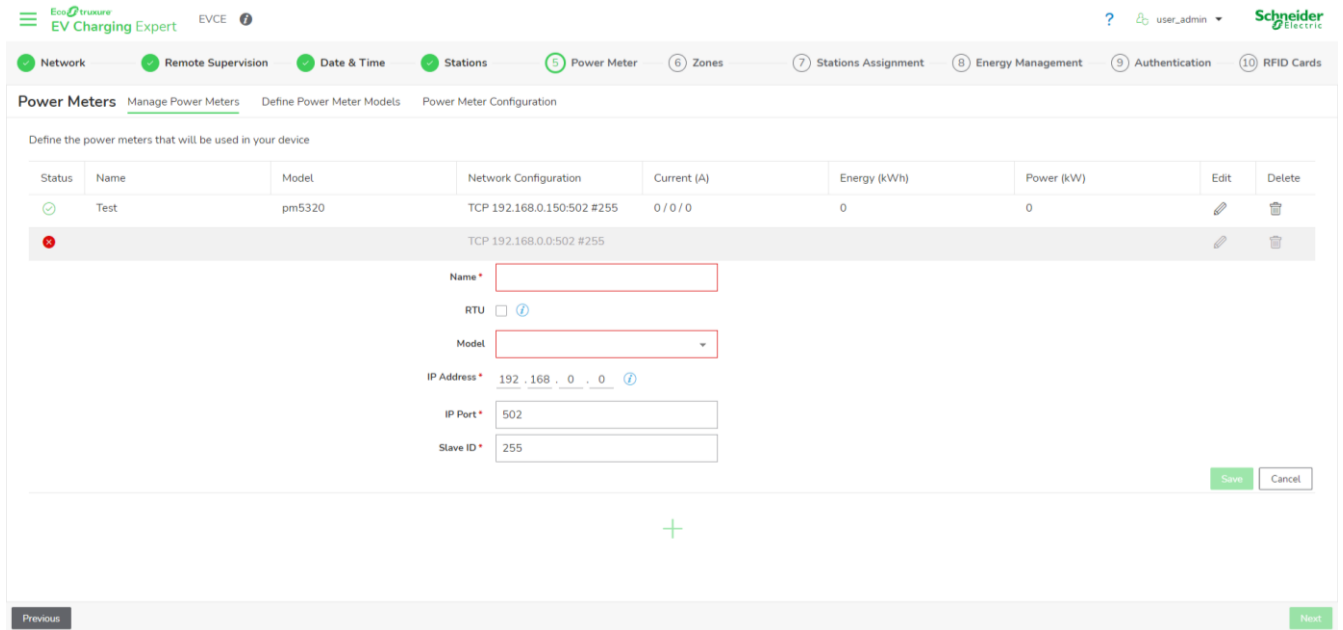 EcoStruxure
EV Charging Expert
EVCE i
? user_admin
Schneider Electric
Network Remote Supervision Date & Time Stations 5 Power Meter 6 Zones 7 Stations Assignment 8 Energy Management 9 Authentication 10 RFID Cards
Power Meters Manage Power Meters Define Power Meter Models Power Meter Configuration
Define the power meters that will be used in your device
Status Name Model Network Configuration Current (A) Energy (kWh) Power (kW) Edit Delete
Test pm5320 TCP 192.168.0.150:502 #255 0 / 0 / 0 0 0
TCP 192.168.0.0:502 #255
Name *
RTU i
Model
IP Address * 192 . 168 . 0 . 0 i
IP Port * 502
Slave ID * 255
Save Cancel
+
Previous Next